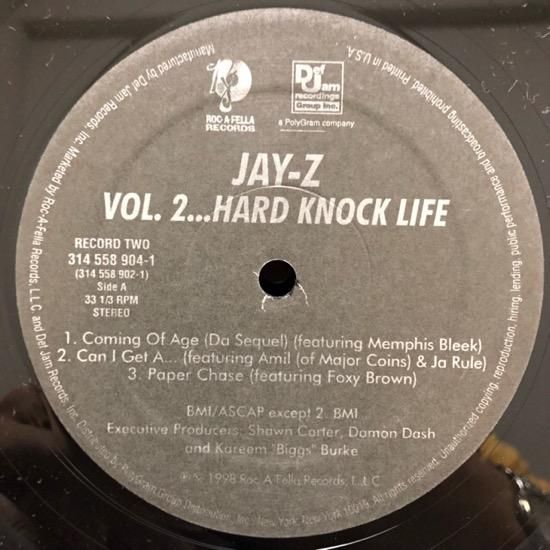 ROC-A-FELLA
RECORDS
Def
Jam
recordings
Group Inc.
a PolyGram company
JAY-Z
VOL. 2...HARD KNOCK LIFE
RECORD TWO
314 558 904-1
(314 558 902-1)
Side A
33 1/3 RPM
STEREO
1. Coming Of Age (Da Sequel) (featuring Memphis Bleek)
2. Can I Get A... (featuring Amil (of Major Coins) & Ja Rule)
3. Paper Chase (featuring Foxy Brown)
BMI/ASCAP except 2. BMI
Executive Producers: Shawn Carter, Damon Dash
and Kareem "Biggs" Burke
℗© 1998 Roc A Fella Records, L.L.C
Manufactured by Def Jam Records, Inc. Marketed by Roc-A-Fella Records, L.L.C and Def Jam Records, Inc. Distributed by PolyGram Group Distribution, Inc. New York, New York 10019. All rights reserved. Unauthorized copying, reproduction, hiring, lending, public performance and broadcasting prohibited. Printed in U.S.A.